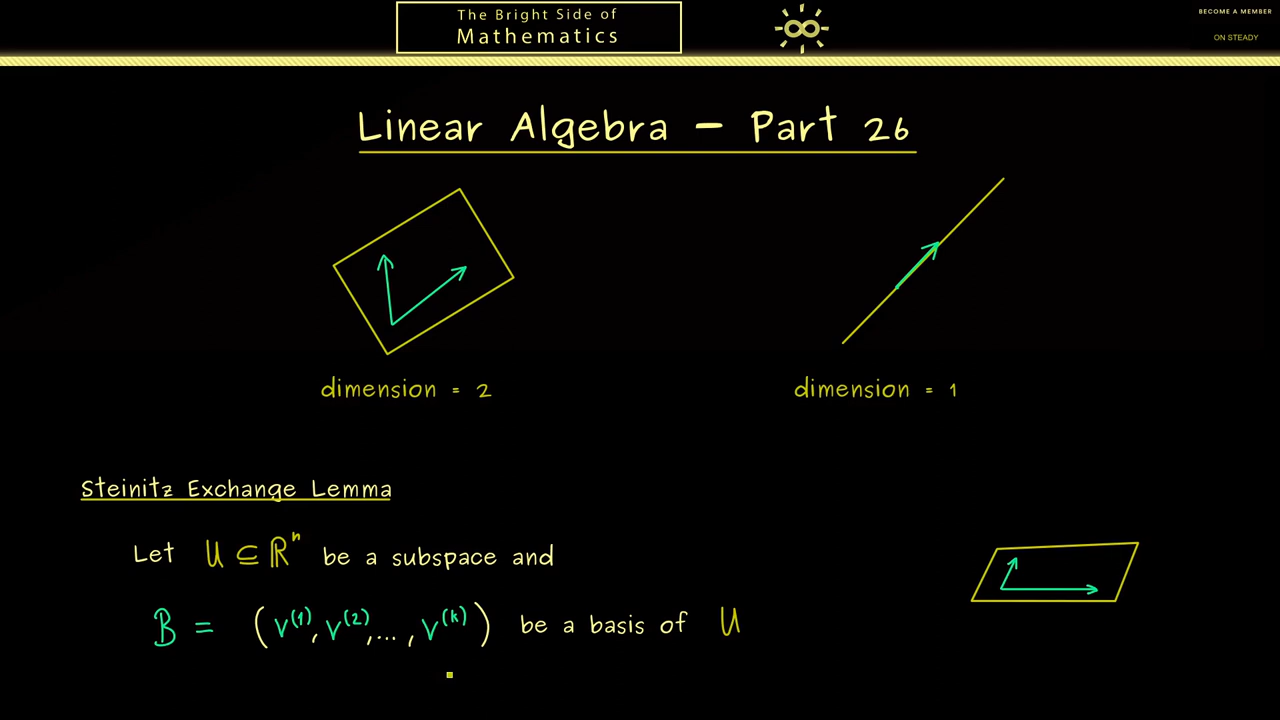 The Bright Side of
Mathematics
BECOME A MEMBER
ON STEADY
Linear Algebra – Part 26
dimension = 2
dimension = 1
Steinitz Exchange Lemma
Let U ⊆ ℝⁿ be a subspace and
B = (v⁽¹⁾, v⁽²⁾, ..., v⁽ᵏ⁾) be a basis of U